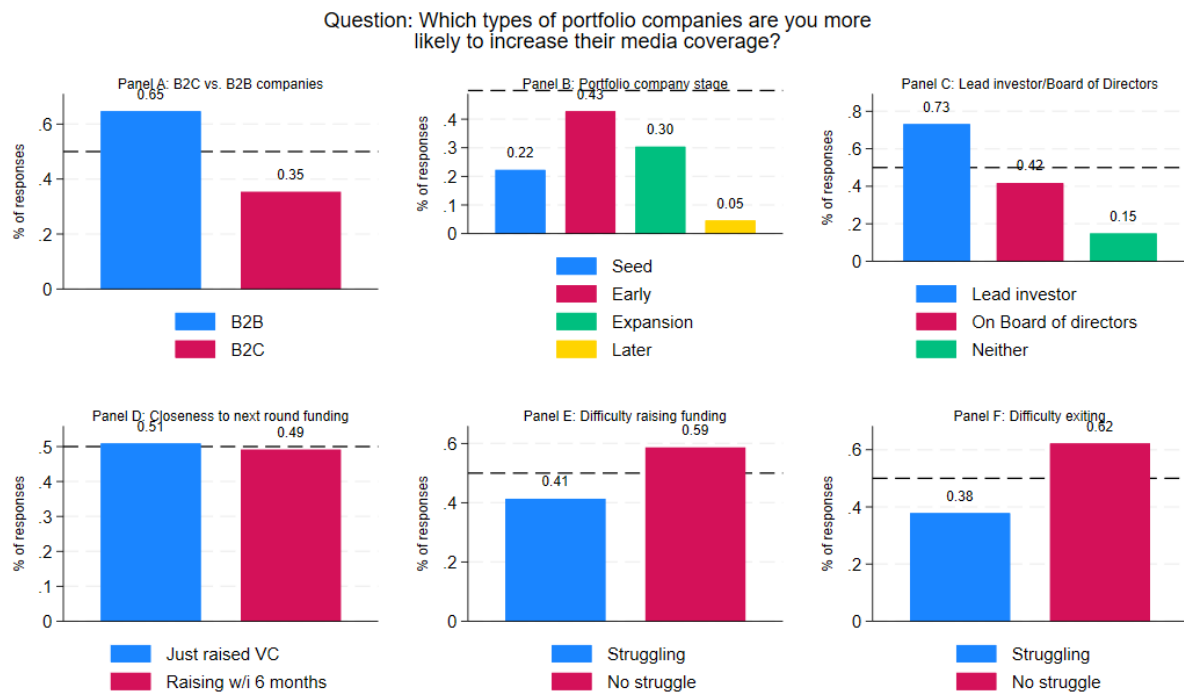 Question: Which types of portfolio companies are you more
likely to increase their media coverage?
Panel A: B2C vs. B2B companies
% of responses
.6
.4
.2
0
0.65
0.35
B2B
B2C
Panel B: Portfolio company stage
% of responses
.4
.3
.2
.1
0
0.22
0.43
0.30
0.05
Seed
Early
Expansion
Later
Panel C: Lead investor/Board of Directors
% of responses
.8
.6
.4
.2
0
0.73
0.42
0.15
Lead investor
On Board of directors
Neither
Panel D: Closeness to next round funding
% of responses
.5
.4
.3
.2
.1
0
0.51
0.49
Just raised VC
Raising w/i 6 months
Panel E: Difficulty raising funding
% of responses
.6
.4
.2
0
0.41
0.59
Struggling
No struggle
Panel F: Difficulty exiting
% of responses
.6
.4
.2
0
0.38
0.62
Struggling
No struggle